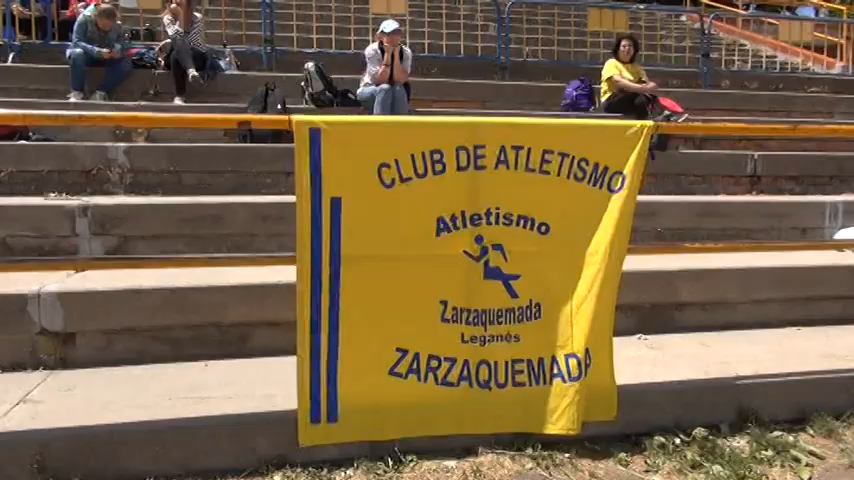 CLUB DE ATLETISMO
Atletismo
Zarzaquemada
Leganés
ZARZAQUEMADA